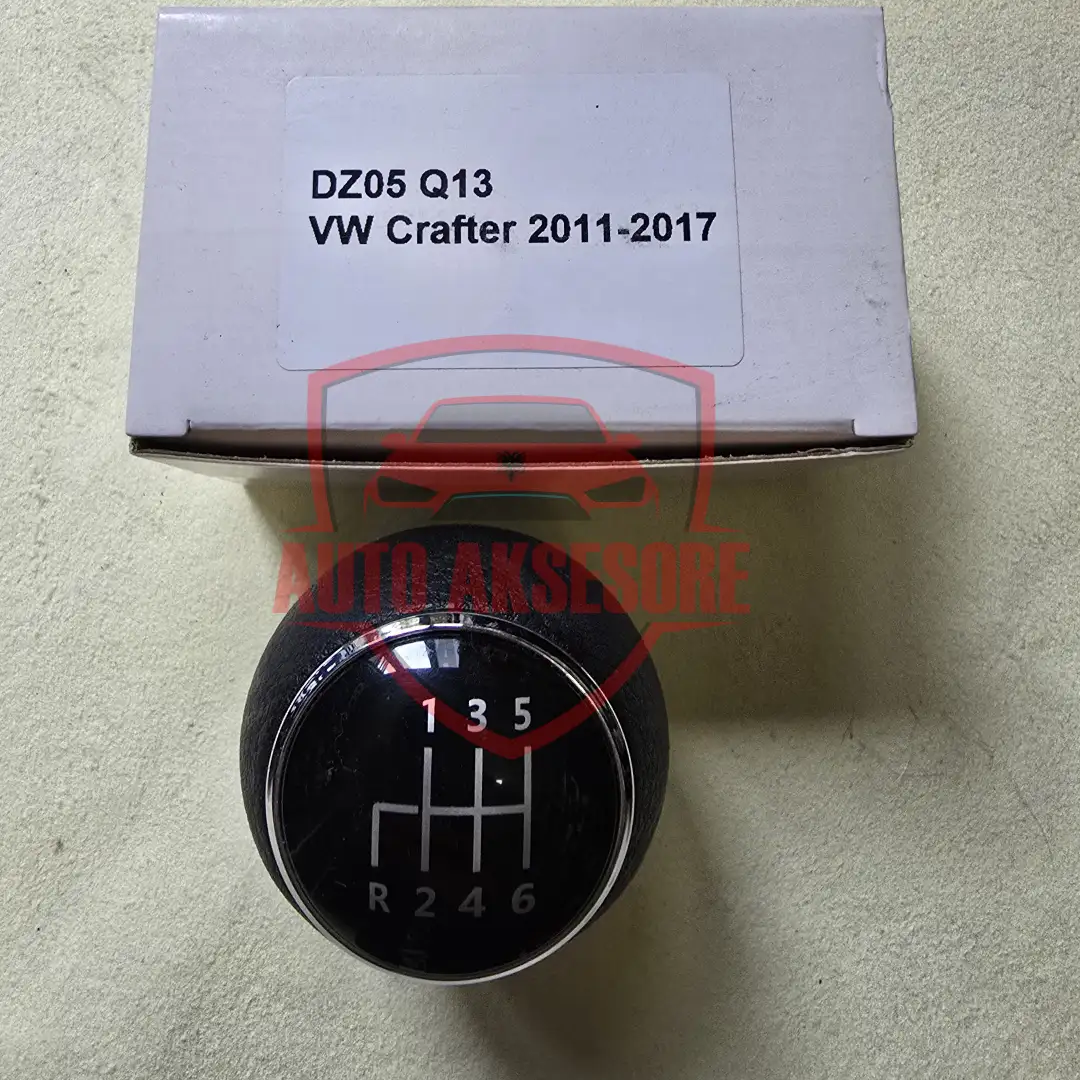 DZ05 Q13
VW Crafter 2011-2017
AUTO AKSESORE
1 3 5
R 2 4 6